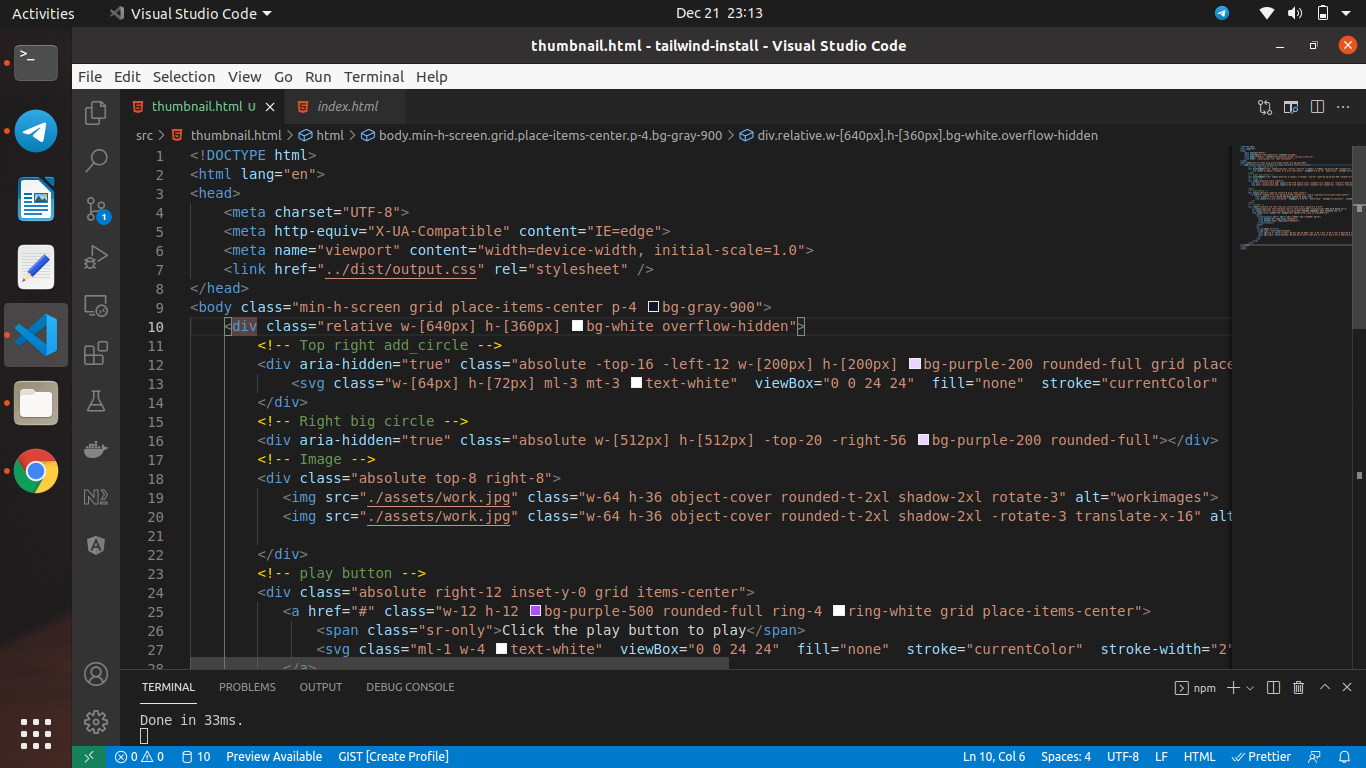 Activities Visual Studio Code Dec 21 23:13
thumbnail.html - tailwind-install - Visual Studio Code
File Edit Selection View Go Run Terminal Help
thumbnail.html U index.html
src > thumbnail.html > html > body.min-h-screen.grid.place-items-center.p-4.bg-gray-900 > div.relative.w-[640px].h-[360px].bg-white.overflow-hidden
1 <!DOCTYPE html>
2 <html lang="en">
3 <head>
4 <meta charset="UTF-8">
5 <meta http-equiv="X-UA-Compatible" content="IE=edge">
6 <meta name="viewport" content="width=device-width, initial-scale=1.0">
7 <link href="../dist/output.css" rel="stylesheet" />
8 </head>
9 <body class="min-h-screen grid place-items-center p-4 bg-gray-900">
10 <div class="relative w-[640px] h-[360px] bg-white overflow-hidden">
11 <!-- Top right add_circle -->
12 <div aria-hidden="true" class="absolute -top-16 -left-12 w-[200px] h-[200px] bg-purple-200 rounded-full grid place
13 <svg class="w-[64px] h-[72px] ml-3 mt-3 text-white" viewBox="0 0 24 24" fill="none" stroke="currentColor"
14 </div>
15 <!-- Right big circle -->
16 <div aria-hidden="true" class="absolute w-[512px] h-[512px] -top-20 -right-56 bg-purple-200 rounded-full"></div>
17 <!-- Image -->
18 <div class="absolute top-8 right-8">
19 <img src="./assets/work.jpg" class="w-64 h-36 object-cover rounded-t-2xl shadow-2xl rotate-3" alt="workimages">
20 <img src="./assets/work.jpg" class="w-64 h-36 object-cover rounded-t-2xl shadow-2xl -rotate-3 translate-x-16" alt
21
22 </div>
23 <!-- play button -->
24 <div class="absolute right-12 inset-y-0 grid items-center">
25 <a href="#" class="w-12 h-12 bg-purple-500 rounded-full ring-4 ring-white grid place-items-center">
26 <span class="sr-only">Click the play button to play</span>
27 <svg class="ml-1 w-4 text-white" viewBox="0 0 24 24" fill="none" stroke="currentColor" stroke-width="2"
28 </a>
TERMINAL PROBLEMS OUTPUT DEBUG CONSOLE npm
Done in 33ms.
0 0 10 Preview Available GIST [Create Profile] Ln 10, Col 6 Spaces: 4 UTF-8 LF HTML Prettier